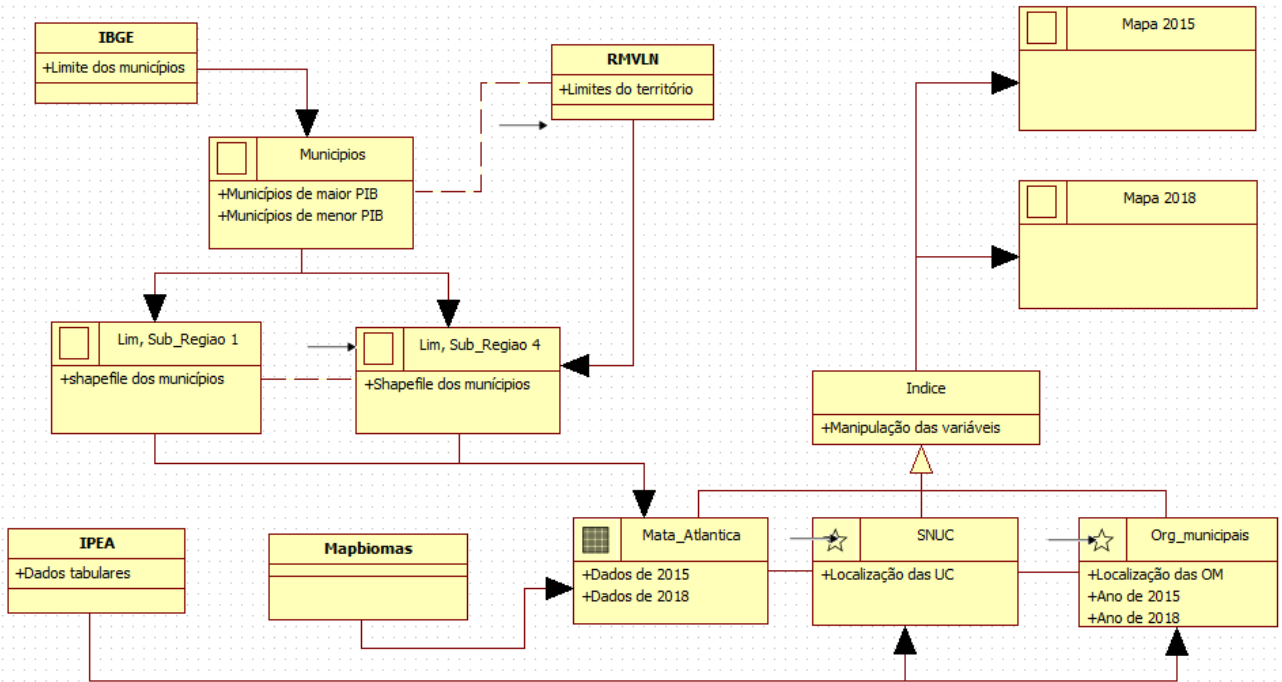 IBGE
+Limite dos municípios
RMVLN
+Limites do território
Mapa 2015
Municipios
+Municípios de maior PIB
+Municípios de menor PIB
Mapa 2018
Lim, Sub_Regiao 1
+shapefile dos municípios
Lim, Sub_Regiao 4
+Shapefile dos munícipios
Indice
+Manipulação das variáveis
IPEA
+Dados tabulares
Mapbiomas
Mata_Atlantica
+Dados de 2015
+Dados de 2018
SNUC
+Localização das UC
Org_municipais
+Localização das OM
+Ano de 2015
+Ano de 2018